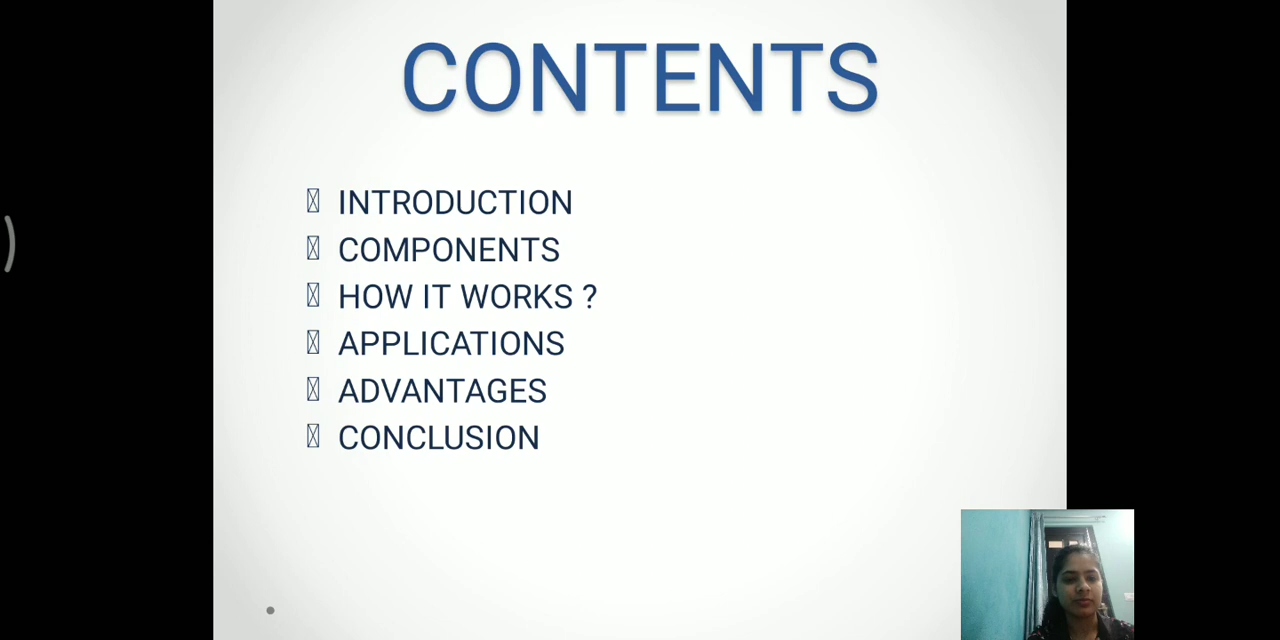 CONTENTS
INTRODUCTION
COMPONENTS
HOW IT WORKS ?
APPLICATIONS
ADVANTAGES
CONCLUSION